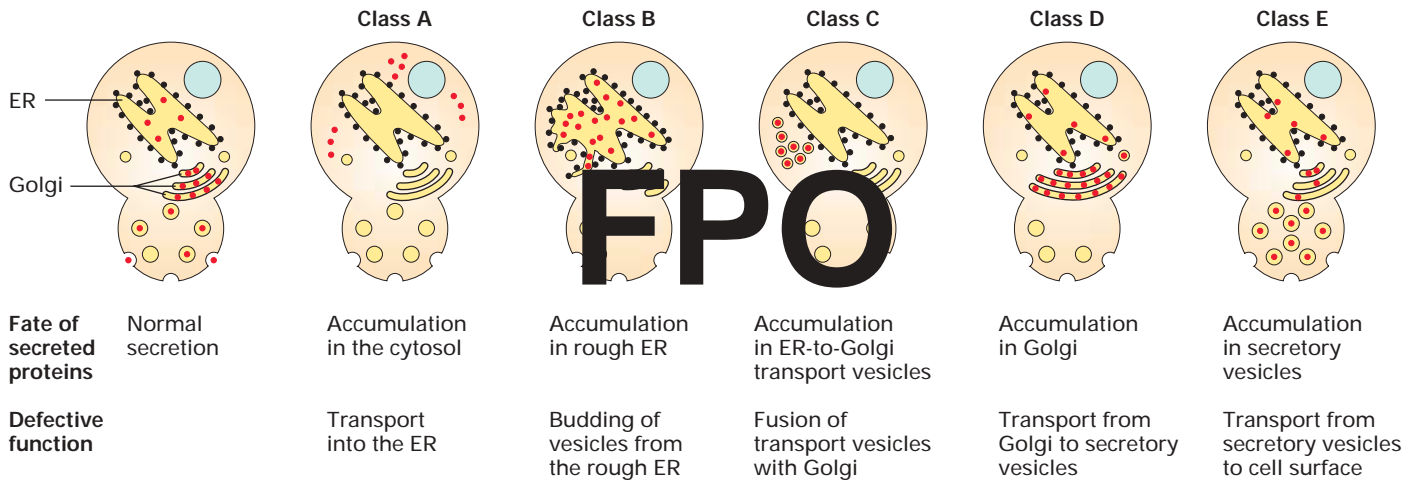 Class A
Class B
Class C
Class D
Class E
ER
Golgi
FPO
Fate of
secreted
proteins
Normal
secretion
Accumulation
in the cytosol
Accumulation
in rough ER
Accumulation
in ER-to-Golgi
transport vesicles
Accumulation
in Golgi
Accumulation
in secretory
vesicles
Defective
function
Transport
into the ER
Budding of
vesicles from
the rough ER
Fusion of
transport vesicles
with Golgi
Transport from
Golgi to secretory
vesicles
Transport from
secretory vesicles
to cell surface